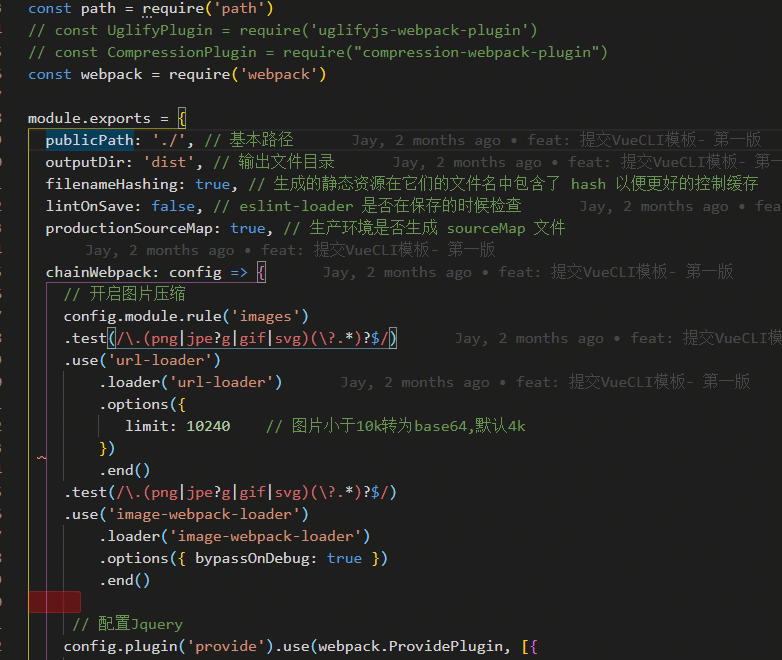 const path = require('path')
// const UglifyPlugin = require('uglifyjs-webpack-plugin')
// const CompressionPlugin = require("compression-webpack-plugin")
const webpack = require('webpack')
module.exports = {
publicPath: './', // 基本路径 Jay, 2 months ago • feat: 提交VueCLI模板- 第一版
outputDir: 'dist', // 输出文件目录 Jay, 2 months ago • feat: 提交VueCLI模板- 第一
filenameHashing: true, // 生成的静态资源在它们的文件名中包含了 hash 以便更好的控制缓存
lintOnSave: false, // eslint-loader 是否在保存的时候检查 Jay, 2 months ago • fea
productionSourceMap: true, // 生产环境是否生成 sourceMap 文件
Jay, 2 months ago • feat: 提交VueCLI模板- 第一版
chainWebpack: config => { Jay, 2 months ago • feat: 提交VueCLI模板- 第一版
// 开启图片压缩
config.module.rule('images')
.test(/\.(png|jpe?g|gif|svg)(\?.*)?$/) Jay, 2 months ago • feat: 提交VueCLI模
.use('url-loader')
.loader('url-loader') Jay, 2 months ago • feat: 提交VueCLI模板- 第一版
.options({
limit: 10240 // 图片小于10k转为base64,默认4k
})
.end()
.test(/\.(png|jpe?g|gif|svg)(\?.*)?$/)
.use('image-webpack-loader')
.loader('image-webpack-loader')
.options({ bypassOnDebug: true })
.end()
// 配置Jquery
config.plugin('provide').use(webpack.ProvidePlugin, [{